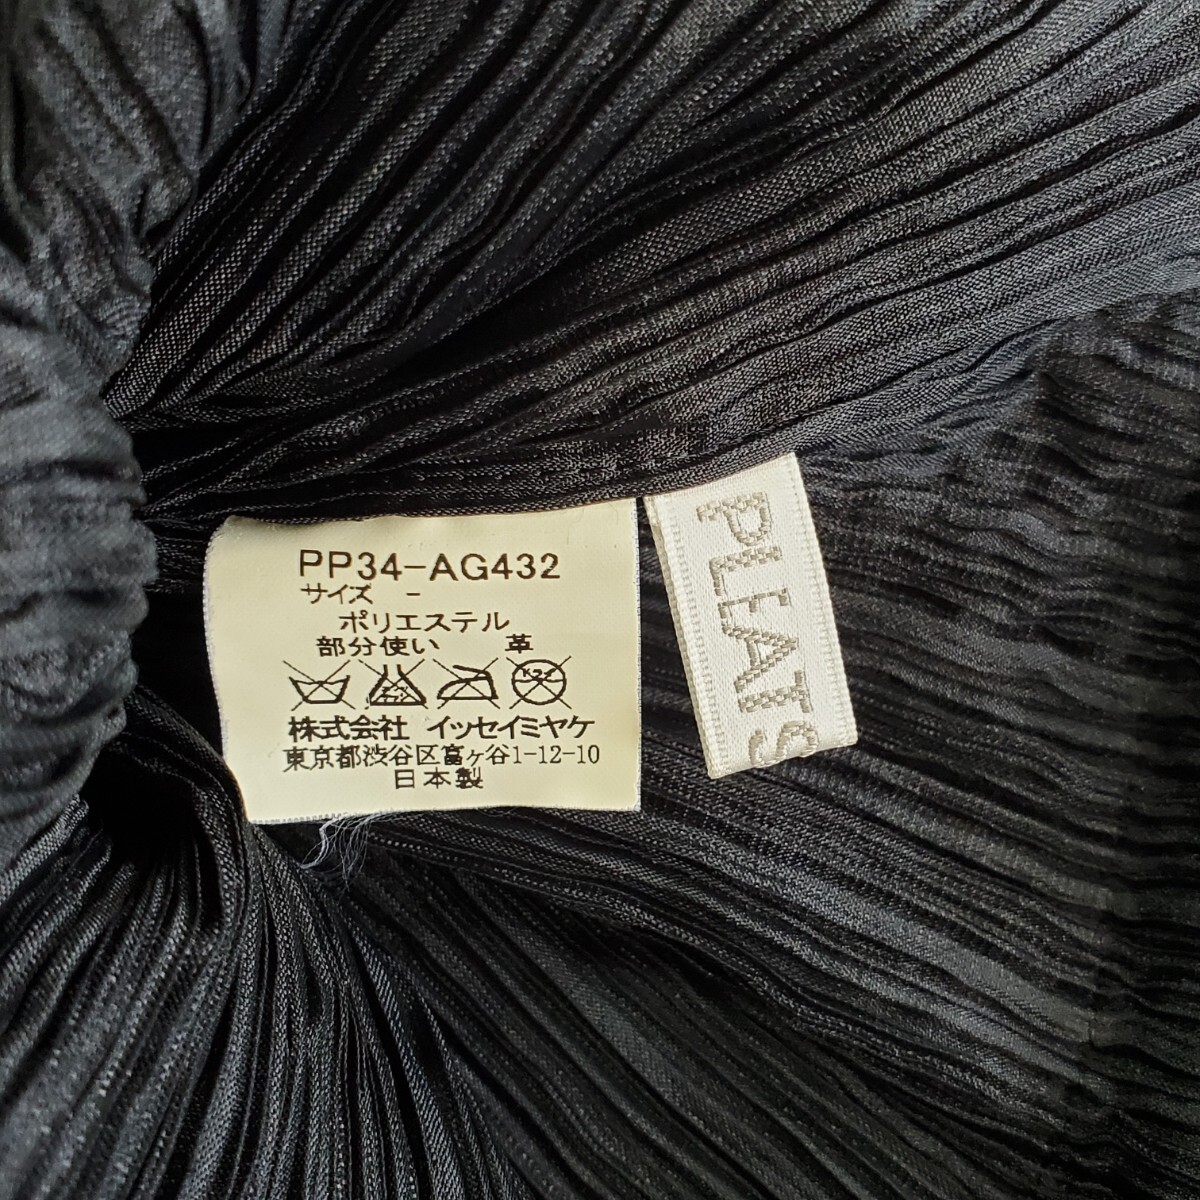 PP34-AG432
サイズ -
ポリエステル
部分使い 革
株式会社 イッセイミヤケ
東京都渋谷区富ヶ谷1-12-10
日本製
PLEATS